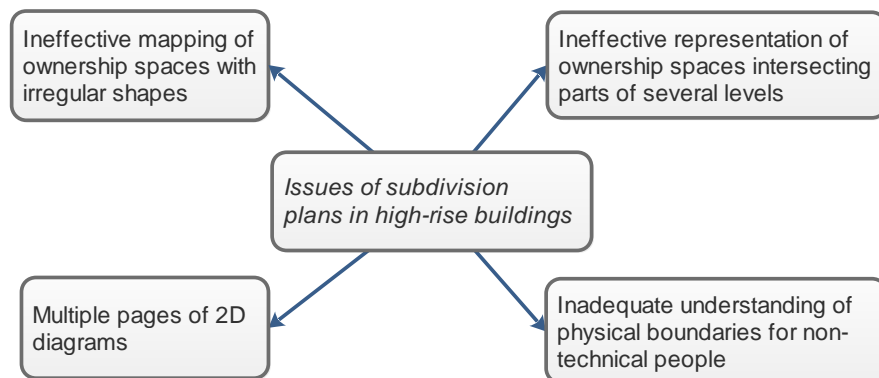 Ineffective mapping of
ownership spaces with
irregular shapes
Ineffective representation of
ownership spaces intersecting
parts of several levels
Issues of subdivision
plans in high-rise buildings
Multiple pages of 2D
diagrams
Inadequate understanding of
physical boundaries for non-
technical people